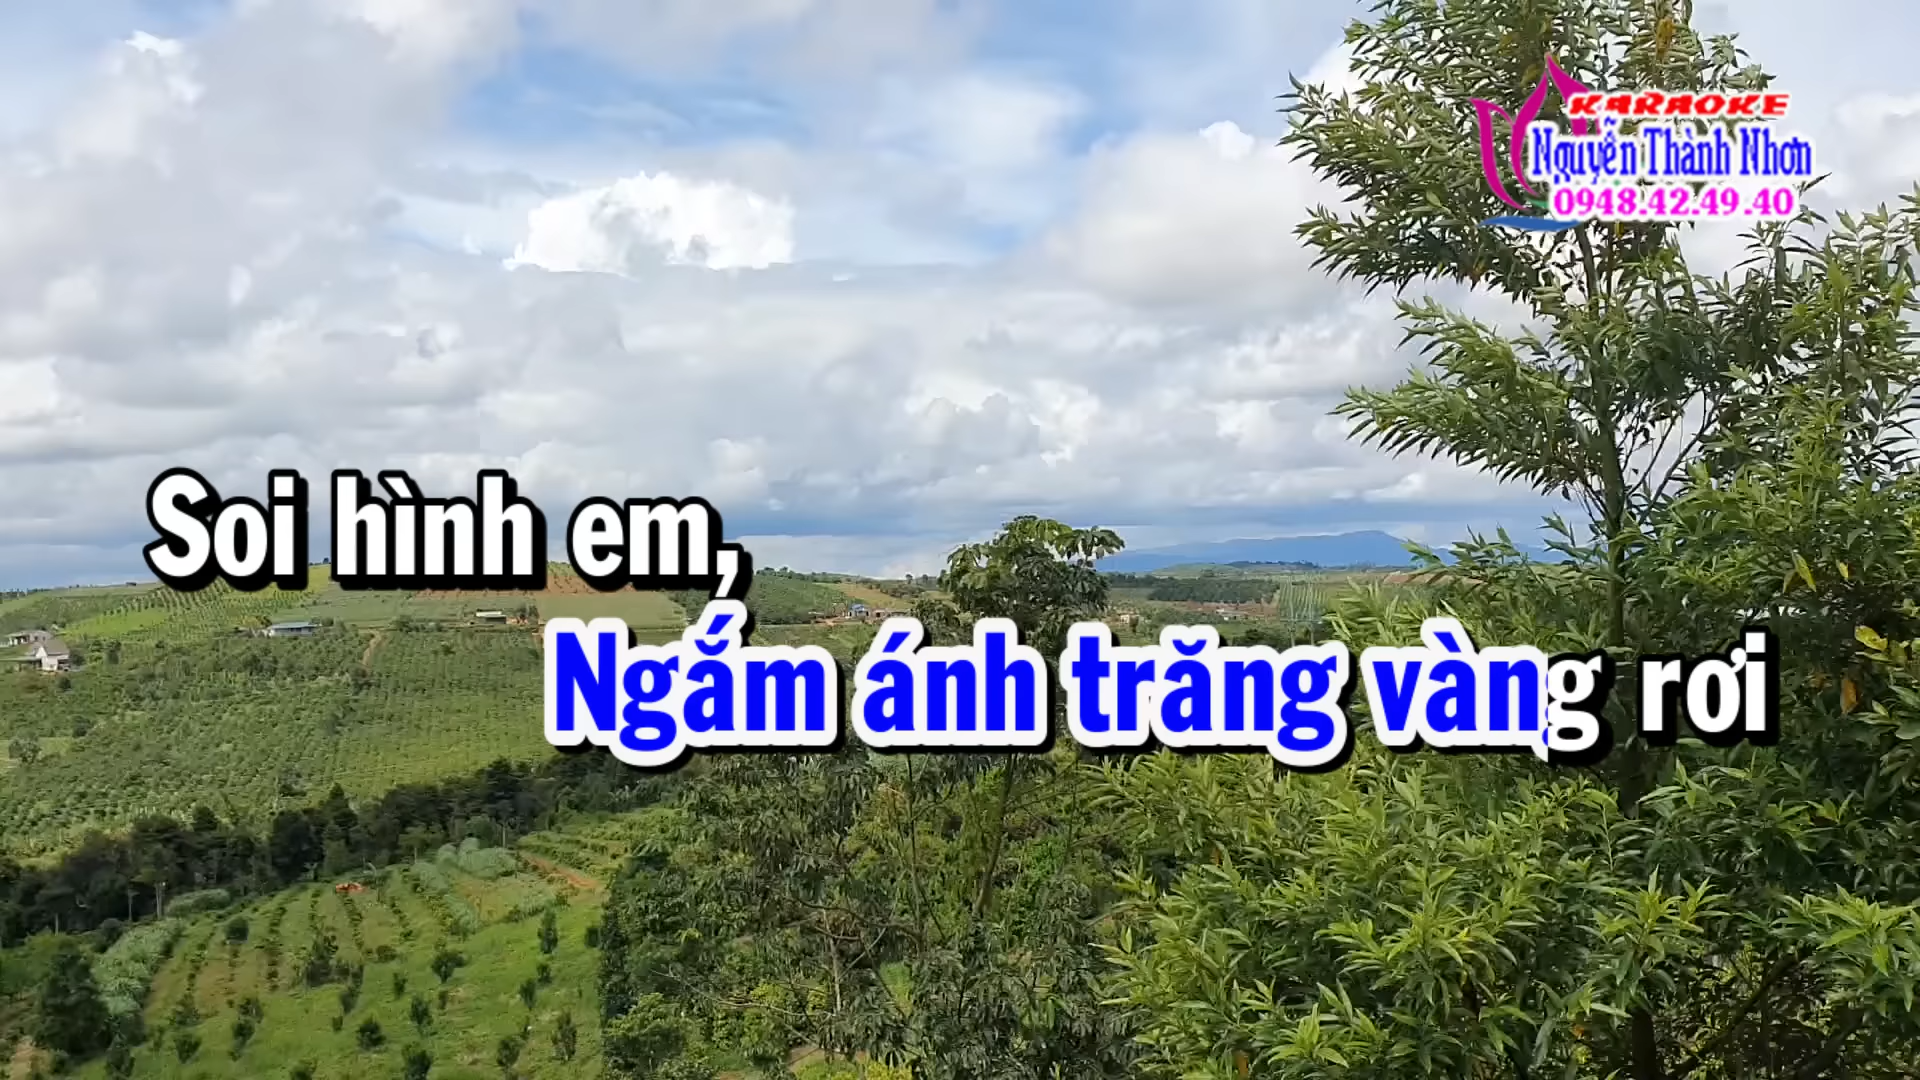 KARAOKE
Nguyễn Thành Nhơn
0948.42.49.40
Soi hình em,
Ngắm ánh trăng vàng rơi